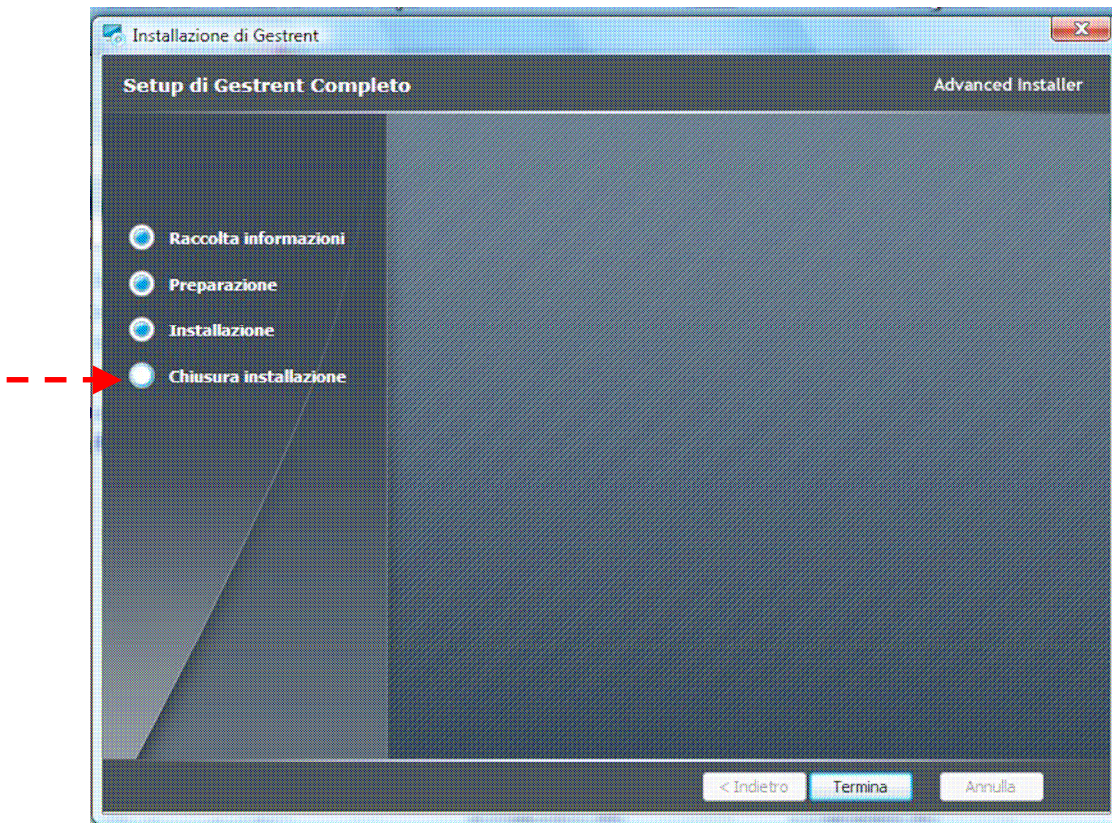 Installazione di Gestrent
Setup di Gestrent Completo
Advanced Installer
Raccolta informazioni
Preparazione
Installazione
Chiusura installazione
< Indietro
Termina
Annulla